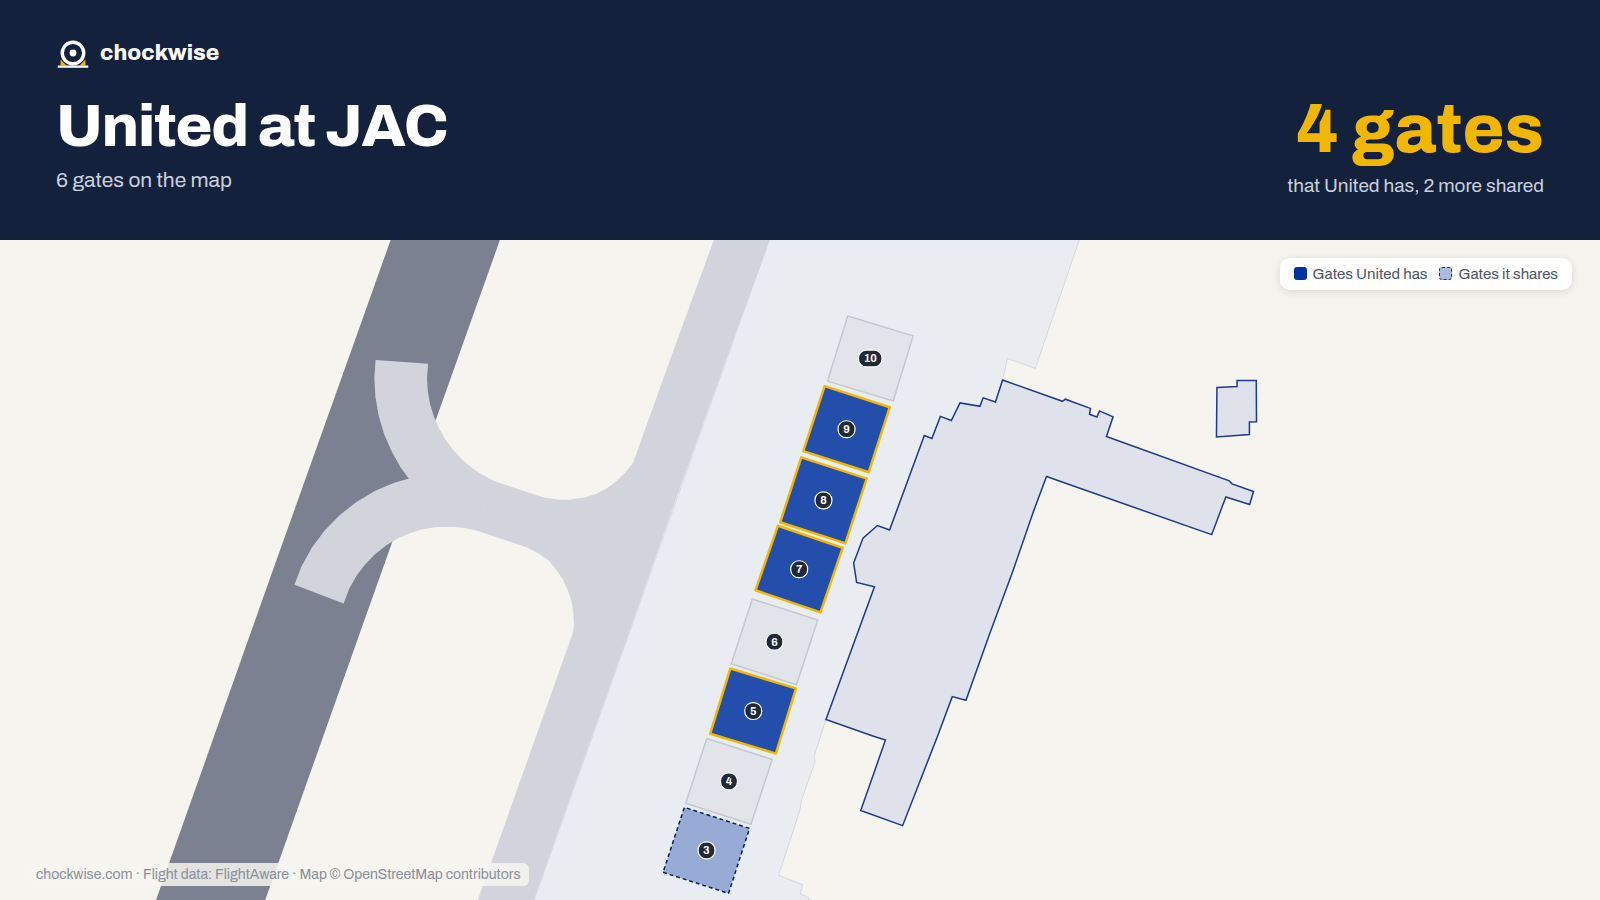 chockwise
United at JAC
6 gates on the map
4 gates
that United has, 2 more shared
Gates United has
Gates it shares
10
9
8
7
6
5
4
3
chockwise.com · Flight data: FlightAware · Map © OpenStreetMap contributors